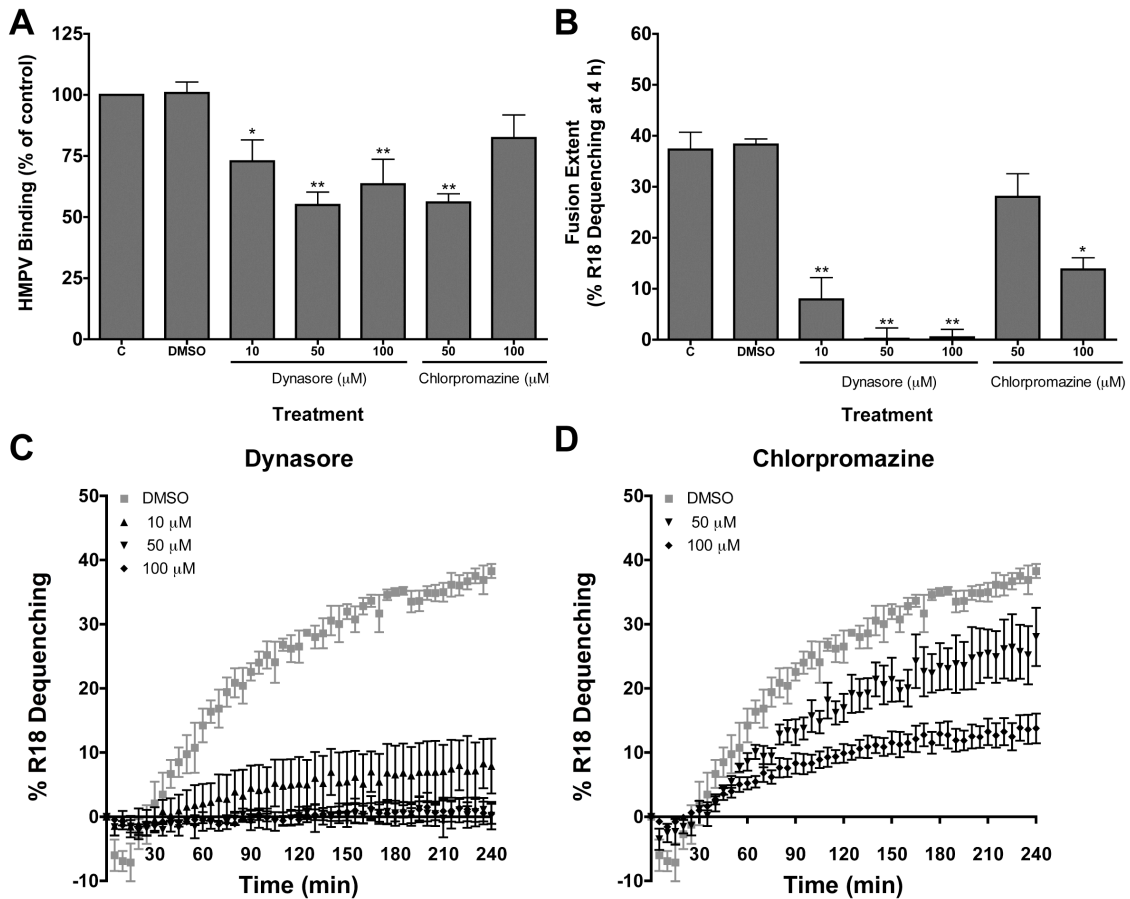 A
HMPV Binding (% of control)
125
100
75
50
25
0
*
**
**
**
C
DMSO
10
50
100
50
100
Dynasore (μM)
Chlorpromazine (μM
Treatment
B
Fusion Extent
(% R18 Dequenching at 4 h)
60
50
40
30
20
10
0
**
**
**
*
C
DMSO
10
50
100
50
100
Dynasore (μM)
Chlorpromazine (μM)
Treatment
C
Dynasore
DMSO
10 μM
50 μM
100 μM
% R18 Dequenching
50
40
30
20
10
0
-10
30 60 90 120 150 180 210 240
Time (min)
D
Chlorpromazine
DMSO
50 μM
100 μM
% R18 Dequenching
50
40
30
20
10
0
-10
30 60 90 120 150 180 210 240
Time (min)